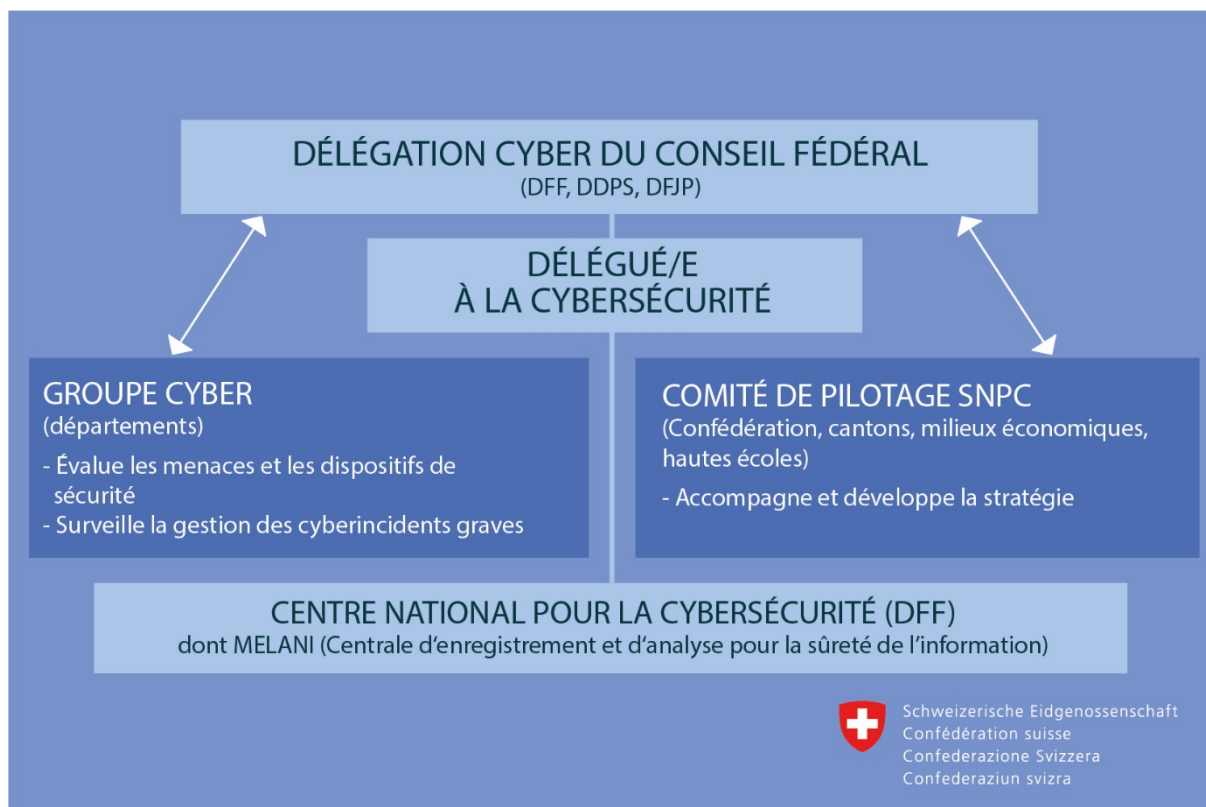 DÉLÉGATION CYBER DU CONSEIL FÉDÉRAL
(DFF, DDPS, DFJP)
DÉLÉGUÉ/E
À LA CYBERSÉCURITÉ
GROUPE CYBER
(départements)
- Évalue les menaces et les dispositifs de
sécurité
- Surveille la gestion des cyberincidents graves
COMITÉ DE PILOTAGE SNPC
(Confédération, cantons, milieux économiques,
hautes écoles)
- Accompagne et développe la stratégie
CENTRE NATIONAL POUR LA CYBERSÉCURITÉ (DFF)
dont MELANI (Centrale d‘enregistrement et d‘analyse pour la sûreté de l‘information)
Schweizerische Eidgenossenschaft
Confédération suisse
Confederazione Svizzera
Confederaziun svizra